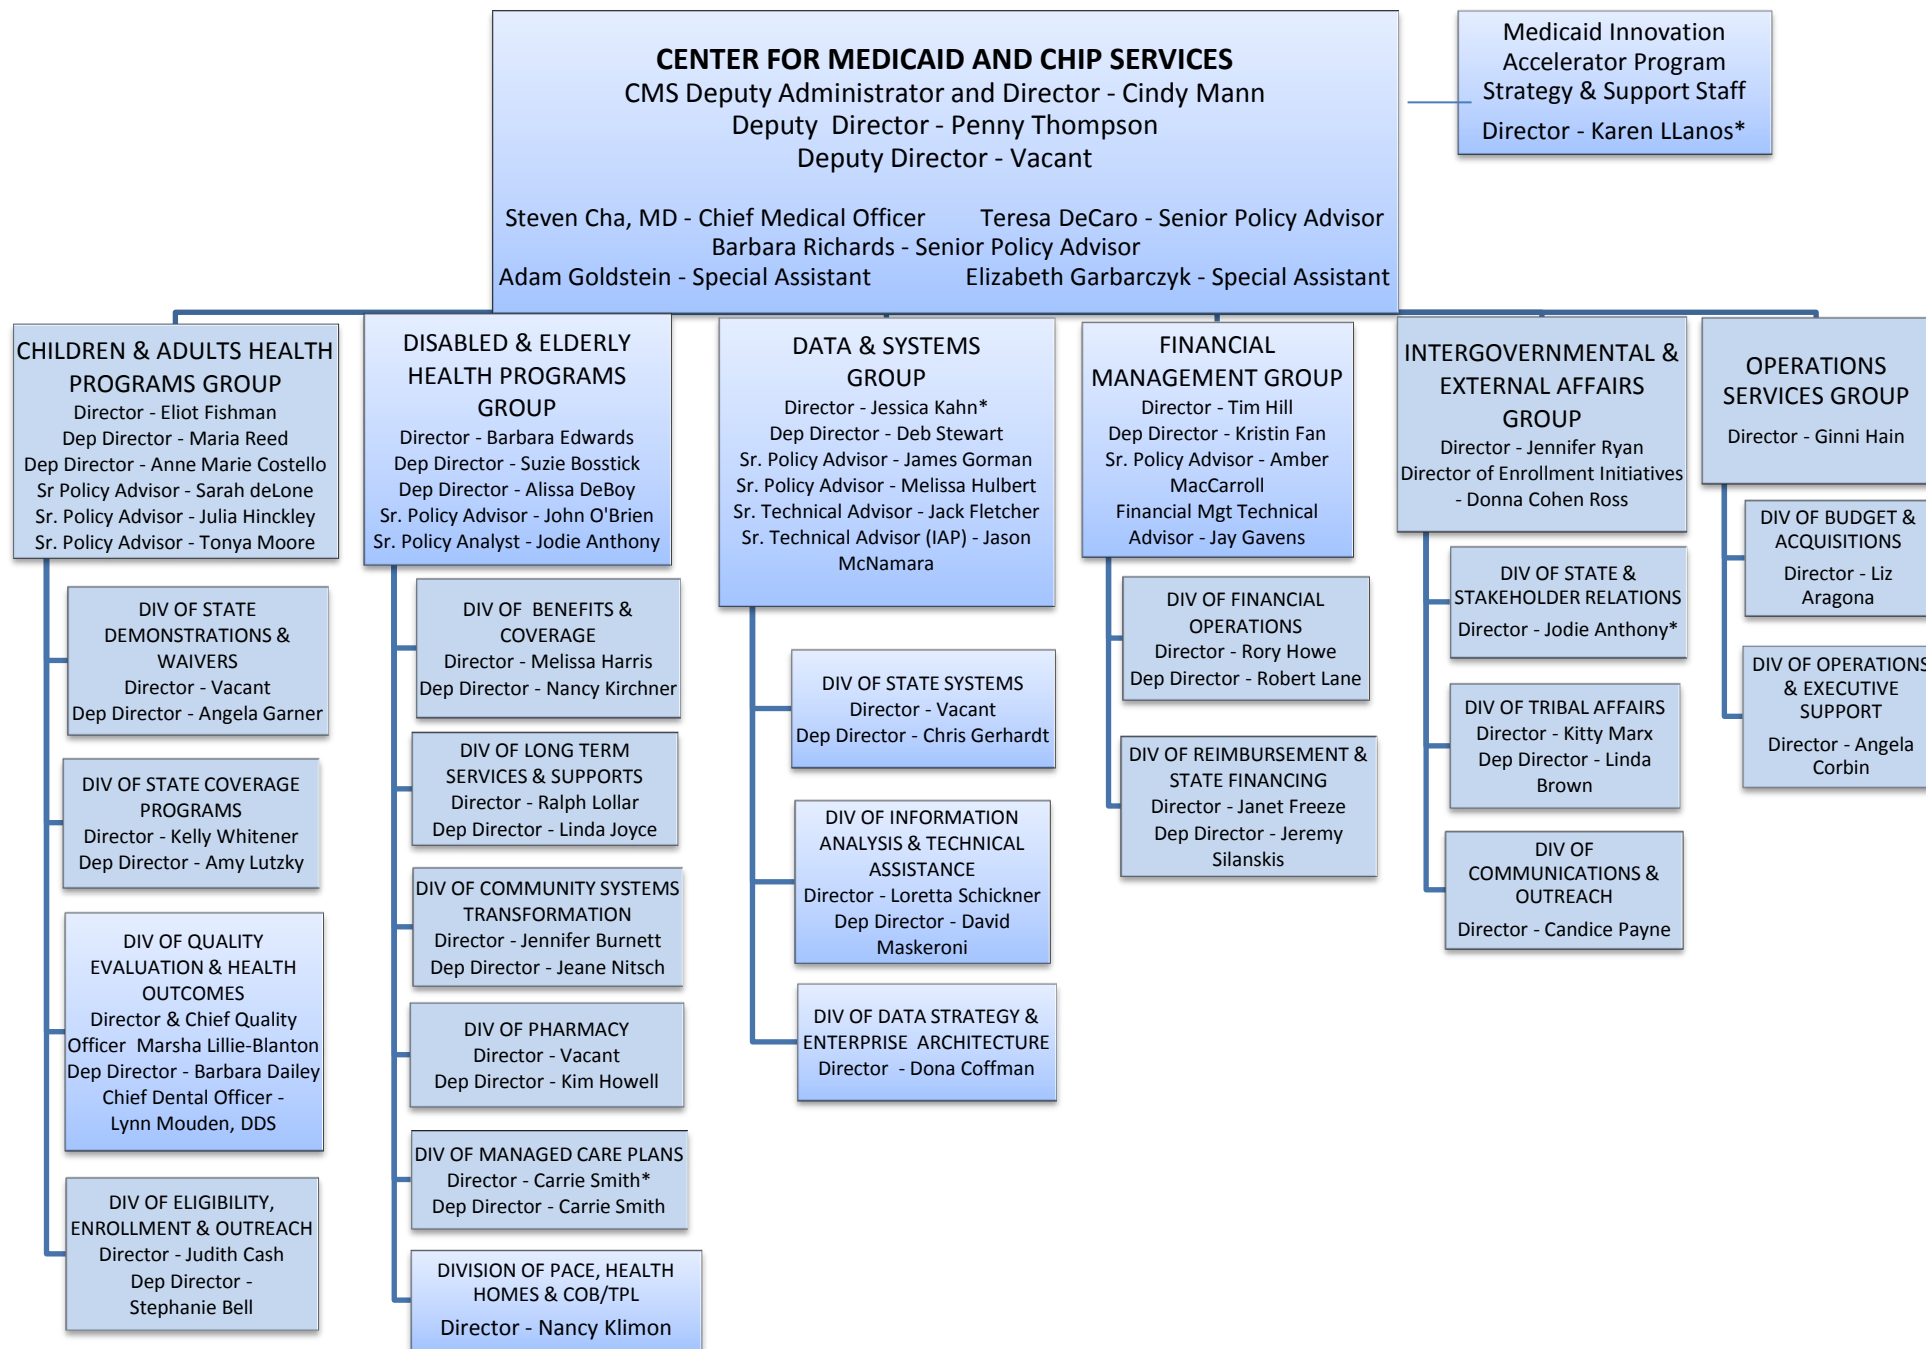 CENTER FOR MEDICAID AND CHIP SERVICES
CMS Deputy Administrator and Director - Cindy Mann
Deputy Director - Penny Thompson
Deputy Director - Vacant
Steven Cha, MD - Chief Medical Officer Teresa DeCaro - Senior Policy Advisor
Barbara Richards - Senior Policy Advisor
Adam Goldstein - Special Assistant Elizabeth Garbarczyk - Special Assistant
Medicaid Innovation
Accelerator Program
Strategy & Support Staff
Director - Karen LLanos*
CHILDREN & ADULTS HEALTH
PROGRAMS GROUP
Director - Eliot Fishman
Dep Director - Maria Reed
Dep Director - Anne Marie Costello
Sr Policy Advisor - Sarah deLone
Sr. Policy Advisor - Julia Hinckley
Sr. Policy Advisor - Tonya Moore
DIV OF STATE
DEMONSTRATIONS &
WAIVERS
Director - Vacant
Dep Director - Angela Garner
DIV OF STATE COVERAGE
PROGRAMS
Director - Kelly Whitener
Dep Director - Amy Lutzky
DIV OF QUALITY
EVALUATION & HEALTH
OUTCOMES
Director & Chief Quality
Officer Marsha Lillie-Blanton
Dep Director - Barbara Dailey
Chief Dental Officer -
Lynn Mouden, DDS
DIV OF ELIGIBILITY,
ENROLLMENT & OUTREACH
Director - Judith Cash
Dep Director -
Stephanie Bell
DISABLED & ELDERLY
HEALTH PROGRAMS
GROUP
Director - Barbara Edwards
Dep Director - Suzie Bosstick
Dep Director - Alissa DeBoy
Sr. Policy Advisor - John O'Brien
Sr. Policy Analyst - Jodie Anthony
DIV OF BENEFITS &
COVERAGE
Director - Melissa Harris
Dep Director - Nancy Kirchner
DIV OF LONG TERM
SERVICES & SUPPORTS
Director - Ralph Lollar
Dep Director - Linda Joyce
DIV OF COMMUNITY SYSTEMS
TRANSFORMATION
Director - Jennifer Burnett
Dep Director - Jeane Nitsch
DIV OF PHARMACY
Director - Vacant
Dep Director - Kim Howell
DIV OF MANAGED CARE PLANS
Director - Carrie Smith*
Dep Director - Carrie Smith
DIVISION OF PACE, HEALTH
HOMES & COB/TPL
Director - Nancy Klimon
DATA & SYSTEMS
GROUP
Director - Jessica Kahn*
Dep Director - Deb Stewart
Sr. Policy Advisor - James Gorman
Sr. Policy Advisor - Melissa Hulbert
Sr. Technical Advisor - Jack Fletcher
Sr. Technical Advisor (IAP) - Jason
McNamara
DIV OF STATE SYSTEMS
Director - Vacant
Dep Director - Chris Gerhardt
DIV OF INFORMATION
ANALYSIS & TECHNICAL
ASSISTANCE
Director - Loretta Schickner
Dep Director - David
Maskeroni
DIV OF DATA STRATEGY &
ENTERPRISE ARCHITECTURE
Director - Dona Coffman
FINANCIAL
MANAGEMENT GROUP
Director - Tim Hill
Dep Director - Kristin Fan
Sr. Policy Advisor - Amber
MacCarroll
Financial Mgt Technical
Advisor - Jay Gavens
DIV OF FINANCIAL
OPERATIONS
Director - Rory Howe
Dep Director - Robert Lane
DIV OF REIMBURSEMENT &
STATE FINANCING
Director - Janet Freeze
Dep Director - Jeremy
Silanskis
INTERGOVERNMENTAL &
EXTERNAL AFFAIRS
GROUP
Director - Jennifer Ryan
Director of Enrollment Initiatives
- Donna Cohen Ross
DIV OF STATE &
STAKEHOLDER RELATIONS
Director - Jodie Anthony*
DIV OF TRIBAL AFFAIRS
Director - Kitty Marx
Dep Director - Linda
Brown
DIV OF
COMMUNICATIONS &
OUTREACH
Director - Candice Payne
OPERATIONS
SERVICES GROUP
Director - Ginni Hain
DIV OF BUDGET &
ACQUISITIONS
Director - Liz
Aragona
DIV OF OPERATIONS
& EXECUTIVE
SUPPORT
Director - Angela
Corbin